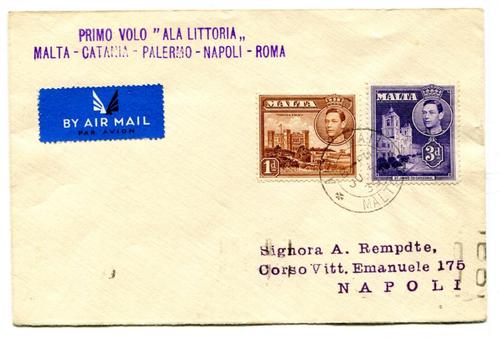 PRIMO VOLO "ALA LITTORIA„
MALTA - CATANIA - PALERMO - NAPOLI - ROMA
BY AIR MAIL
PAR AVION
MALTA
1D
MALTA
3D
MALTA
Signora A. Rempdte,
Corso Vitt. Emanuele 175
NAPOLI